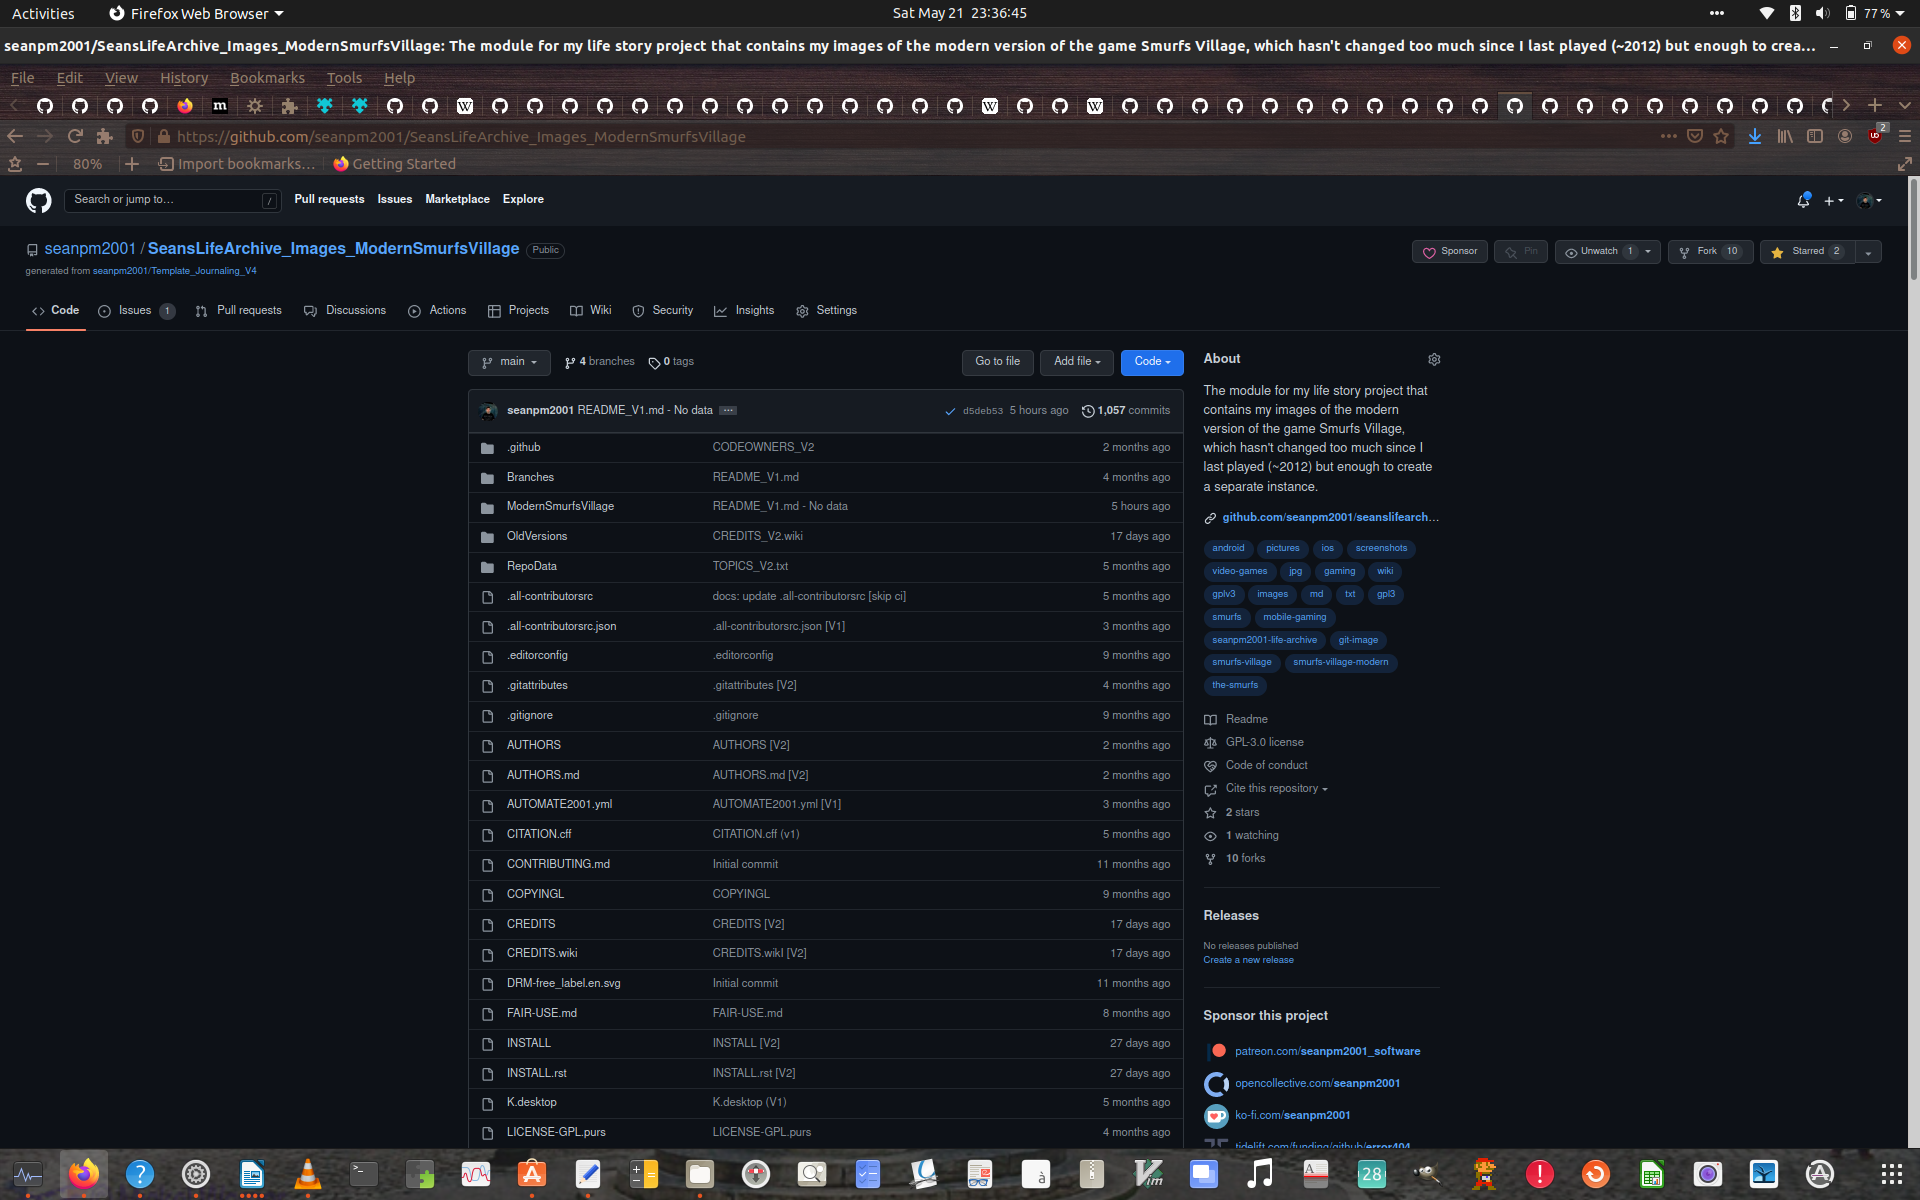 Activities Firefox Web Browser Sat May 21 23:36:45 77%
seanpm2001/SeansLifeArchive_Images_ModernSmurfsVillage: The module for my life story project that contains my images of the modern version of the game Smurfs Village, which hasn't changed too much since I last played (~2012) but enough to crea…
File Edit View History Bookmarks Tools Help
https://github.com/seanpm2001/SeansLifeArchive_Images_ModernSmurfsVillage 2
80% Import bookmarks… Getting Started
Search or jump to… / Pull requests Issues Marketplace Explore
seanpm2001 / SeansLifeArchive_Images_ModernSmurfsVillage Public
generated from seanpm2001/Template_Journaling_V4
Sponsor Pin Unwatch 1 Fork 10 Starred 2
Code Issues 1 Pull requests Discussions Actions Projects Wiki Security Insights Settings
main 4 branches 0 tags Go to file Add file Code
seanpm2001 README_V1.md - No data … d5deb53 5 hours ago 1,057 commits
.github CODEOWNERS_V2 2 months ago
Branches README_V1.md 4 months ago
ModernSmurfsVillage README_V1.md - No data 5 hours ago
OldVersions CREDITS_V2.wiki 17 days ago
RepoData TOPICS_V2.txt 5 months ago
.all-contributorsrc docs: update .all-contributorsrc [skip ci] 5 months ago
.all-contributorsrc.json .all-contributorsrc.json [V1] 3 months ago
.editorconfig .editorconfig 9 months ago
.gitattributes .gitattributes [V2] 4 months ago
.gitignore .gitignore 9 months ago
AUTHORS AUTHORS [V2] 2 months ago
AUTHORS.md AUTHORS.md [V2] 2 months ago
AUTOMATE2001.yml AUTOMATE2001.yml [V1] 3 months ago
CITATION.cff CITATION.cff (v1) 5 months ago
CONTRIBUTING.md Initial commit 11 months ago
COPYINGL COPYINGL 9 months ago
CREDITS CREDITS [V2] 17 days ago
CREDITS.wiki CREDITS.wikI [V2] 17 days ago
DRM-free_label.en.svg Initial commit 11 months ago
FAIR-USE.md FAIR-USE.md 8 months ago
INSTALL INSTALL [V2] 27 days ago
INSTALL.rst INSTALL.rst [V2] 27 days ago
K.desktop K.desktop (V1) 5 months ago
LICENSE-GPL.purs LICENSE-GPL.purs 4 months ago
About
The module for my life story project that
contains my images of the modern
version of the game Smurfs Village,
which hasn't changed too much since I
last played (~2012) but enough to create
a separate instance.
github.com/seanpm2001/seanslifearch…
android pictures ios screenshots
video-games jpg gaming wiki
gplv3 images md txt gpl3
smurfs mobile-gaming
seanpm2001-life-archive git-image
smurfs-village smurfs-village-modern
the-smurfs
Readme
GPL-3.0 license
Code of conduct
Cite this repository
2 stars
1 watching
10 forks
Releases
No releases published
Create a new release
Sponsor this project
patreon.com/seanpm2001_software
opencollective.com/seanpm2001
ko-fi.com/seanpm2001
tidelift.com/funding/github/error404
28